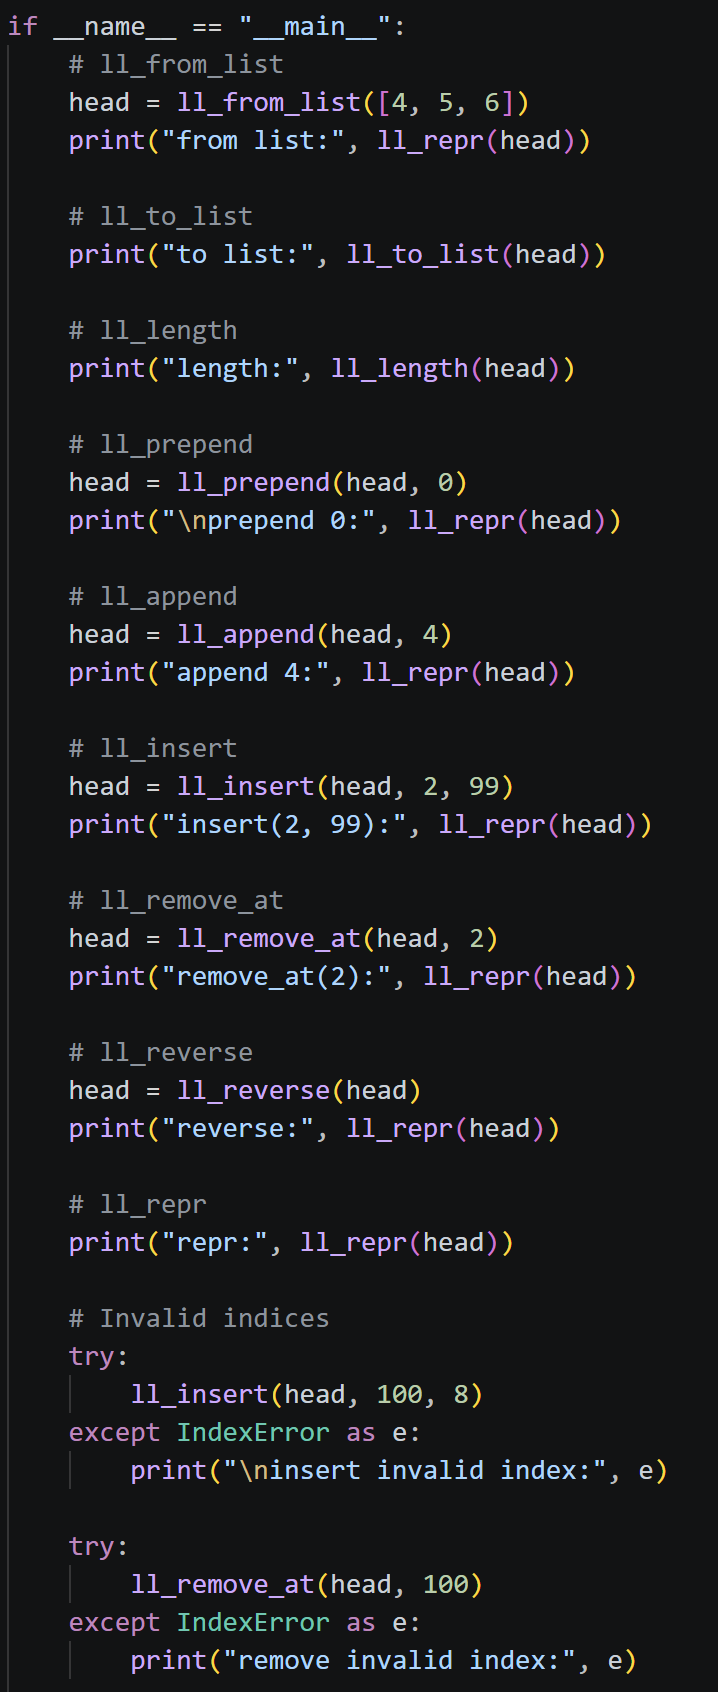 if __name__ == "__main__":
    # ll_from_list
    head = ll_from_list([4, 5, 6])
    print("from list:", ll_repr(head))

    # ll_to_list
    print("to list:", ll_to_list(head))

    # ll_length
    print("length:", ll_length(head))

    # ll_prepend
    head = ll_prepend(head, 0)
    print("\nprepend 0:", ll_repr(head))

    # ll_append
    head = ll_append(head, 4)
    print("append 4:", ll_repr(head))

    # ll_insert
    head = ll_insert(head, 2, 99)
    print("insert(2, 99):", ll_repr(head))

    # ll_remove_at
    head = ll_remove_at(head, 2)
    print("remove_at(2):", ll_repr(head))

    # ll_reverse
    head = ll_reverse(head)
    print("reverse:", ll_repr(head))

    # ll_repr
    print("repr:", ll_repr(head))

    # Invalid indices
    try:
        ll_insert(head, 100, 8)
    except IndexError as e:
        print("\ninsert invalid index:", e)

    try:
        ll_remove_at(head, 100)
    except IndexError as e:
        print("remove invalid index:", e)